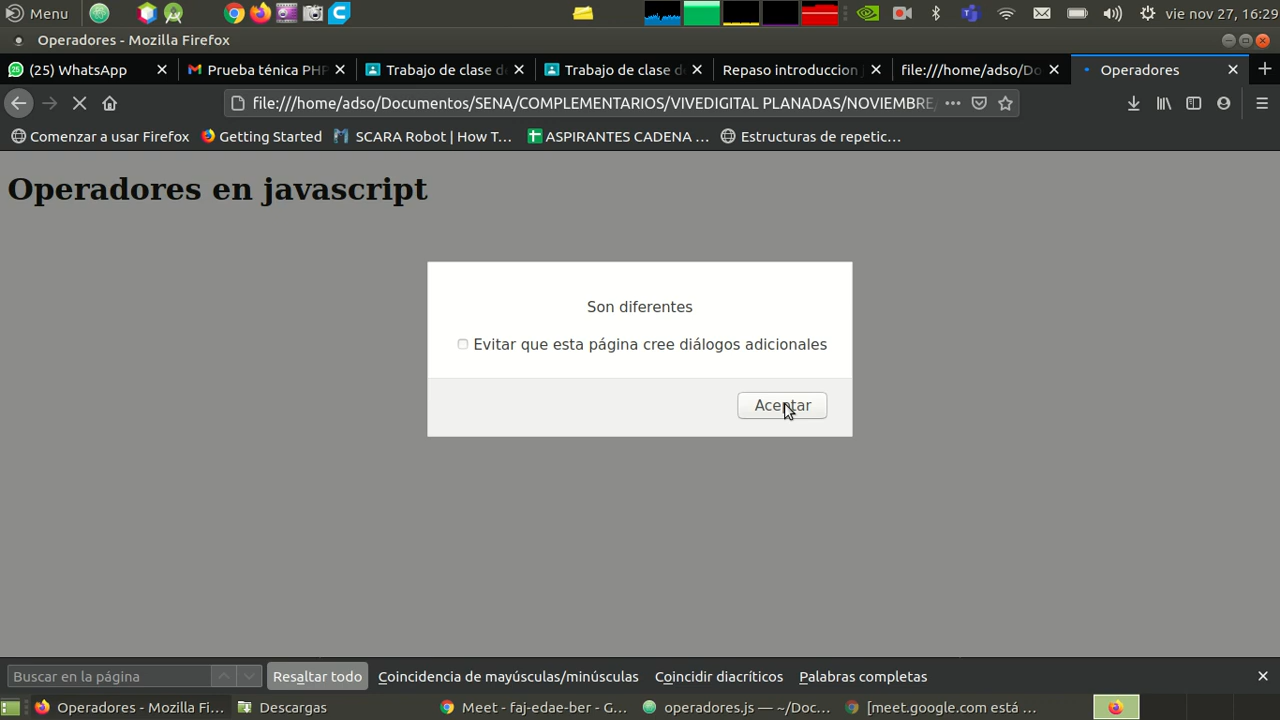 Menu
vie nov 27, 16:29
Operadores - Mozilla Firefox
(25) WhatsApp
Prueba ténica PHP
Trabajo de clase de
Trabajo de clase de
Repaso introduccion
file:///home/adso/Do
Operadores
file:///home/adso/Documentos/SENA/COMPLEMENTARIOS/VIVEDIGITAL PLANADAS/NOVIEMBRE/
Comenzar a usar Firefox
Getting Started
SCARA Robot | How T...
ASPIRANTES CADENA ...
Estructuras de repetic...
Operadores en javascript
Son diferentes
Evitar que esta página cree diálogos adicionales
Aceptar
Buscar en la página
Resaltar todo
Coincidencia de mayúsculas/minúsculas
Coincidir diacríticos
Palabras completas
Operadores - Mozilla Fi...
Descargas
Meet - faj-edae-ber - G...
operadores.js — ~/Doc...
[meet.google.com está ...